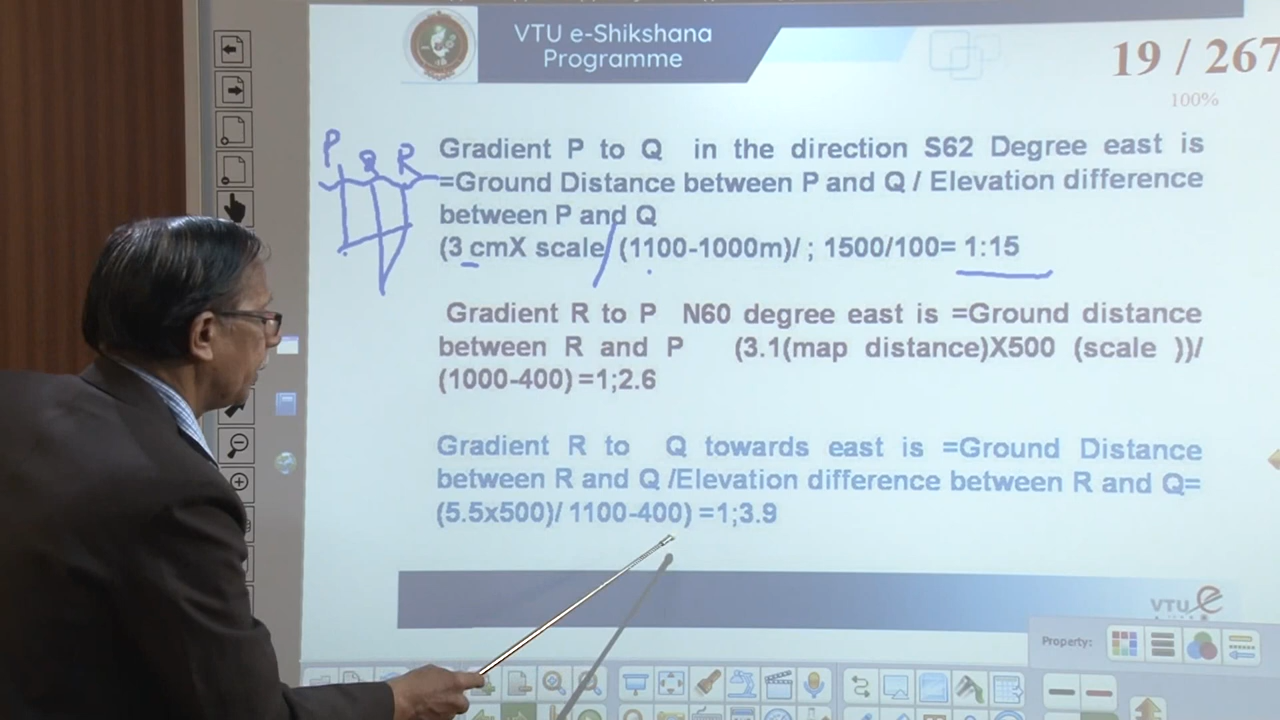 VTU e-Shikshana
Programme
19 / 267
100%
P Q R
Gradient P to Q in the direction S62 Degree east is
=Ground Distance between P and Q / Elevation difference
between P and Q
(3 cmX scale/ (1100-1000m)/ ; 1500/100= 1:15
Gradient R to P N60 degree east is =Ground distance
between R and P (3.1(map distance)X500 (scale ))/
(1000-400) =1;2.6
Gradient R to Q towards east is =Ground Distance
between R and Q /Elevation difference between R and Q=
(5.5x500)/ 1100-400) =1;3.9
VTU e
Property: